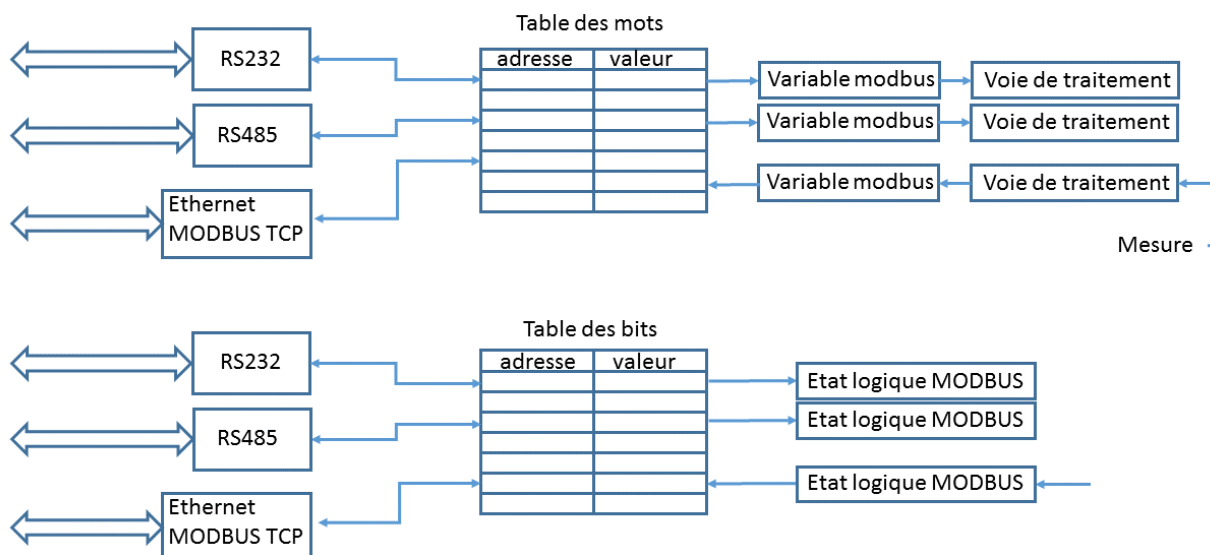 Table des mots
RS232
adresse valeur
Variable modbus Voie de traitement
RS485
Variable modbus Voie de traitement
Variable modbus Voie de traitement
Ethernet
MODBUS TCP
Mesure
Table des bits
RS232
adresse valeur
Etat logique MODBUS
RS485
Etat logique MODBUS
Etat logique MODBUS
Ethernet
MODBUS TCP